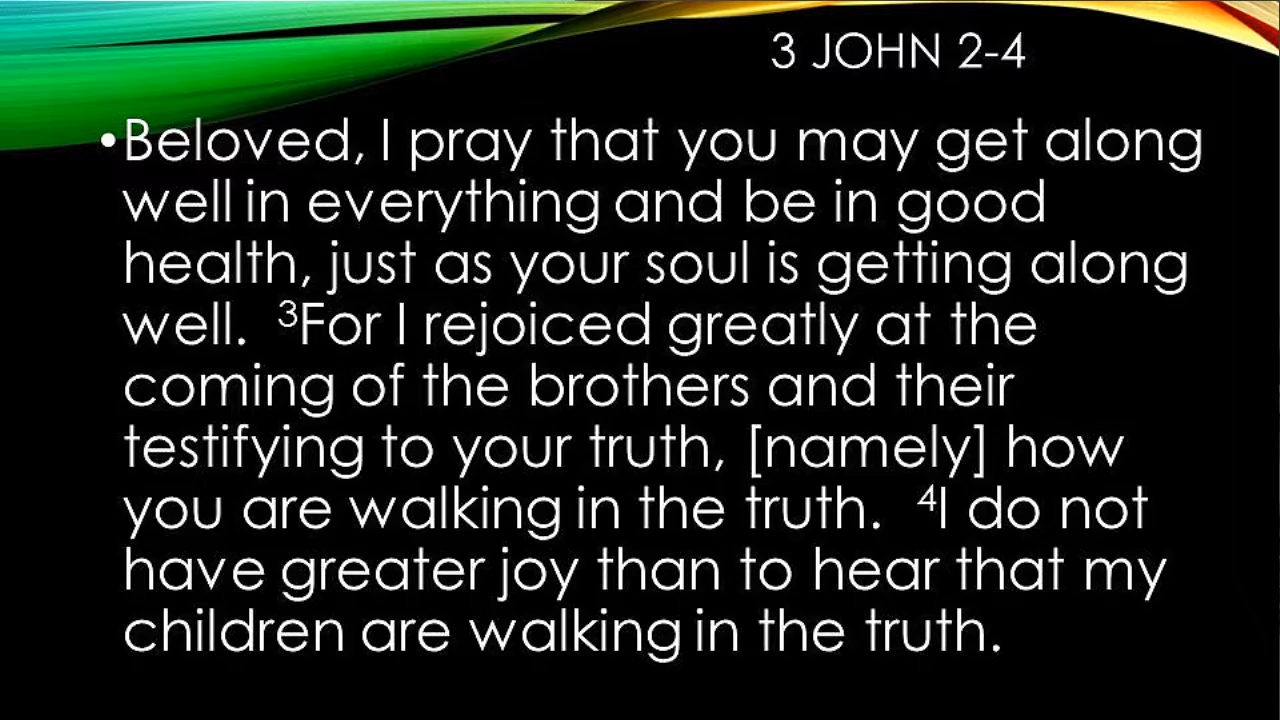 3 JOHN 2-4
•Beloved, I pray that you may get along
well in everything and be in good
health, just as your soul is getting along
well. ³For I rejoiced greatly at the
coming of the brothers and their
testifying to your truth, [namely] how
you are walking in the truth. ⁴I do not
have greater joy than to hear that my
children are walking in the truth.